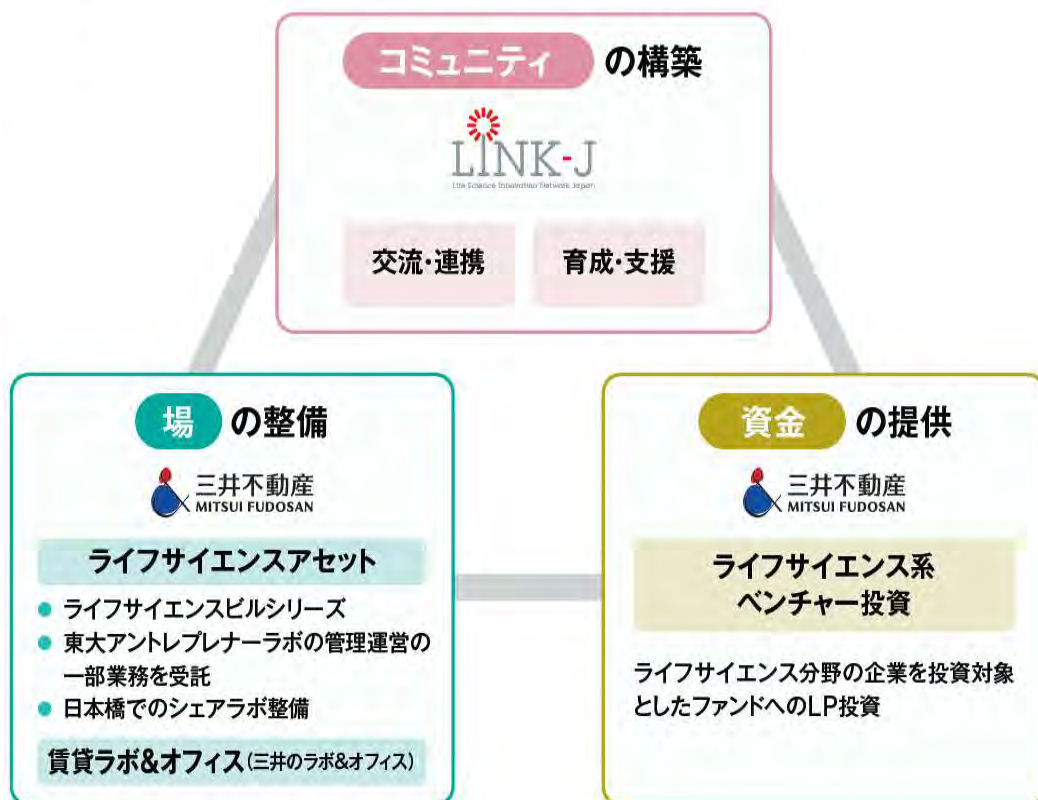 コミュニティ の構築
LINK-J
Life Science Innovation Network Japan
交流・連携
育成・支援
場 の整備
三井不動産
MITSUI FUDOSAN
ライフサイエンスアセット
● ライフサイエンスビルシリーズ
● 東大アントレプレナーラボの管理運営の
一部業務を受託
● 日本橋でのシェアラボ整備
賃貸ラボ&オフィス(三井のラボ&オフィス)
資金 の提供
三井不動産
MITSUI FUDOSAN
ライフサイエンス系
ベンチャー投資
ライフサイエンス分野の企業を投資対象
としたファンドへのLP投資